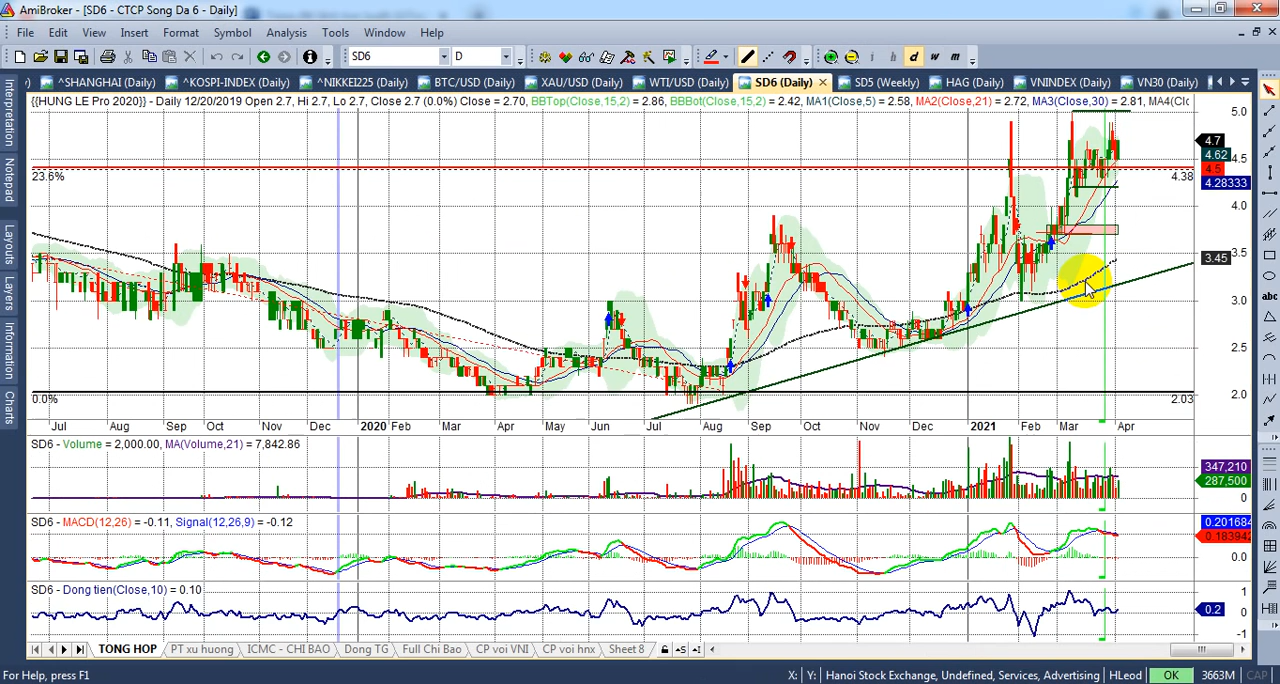 AmiBroker - [SD6 - CTCP Song Da 6 - Daily]
File Edit View Insert Format Symbol Analysis Tools Window Help
SD6 D i h d w m
^SHANGHAI (Daily) ^KOSPI-INDEX (Daily) ^NIKKEI225 (Daily) BTC/USD (Daily) XAU/USD (Daily) WTI/USD (Daily) SD6 (Daily) SD5 (Weekly) HAG (Daily) VNINDEX (Daily) VN30 (Daily)
{{HUNG LE Pro 2020}} - Daily 12/20/2019 Open 2.7, Hi 2.7, Lo 2.7, Close 2.7 (0.0%) Close = 2.70, BBTop(Close,15,2) = 2.86, BBBot(Close,15,2) = 2.42, MA1(Close,5) = 2.58, MA2(Close,21) = 2.72, MA3(Close,30) = 2.81, MA4(Clc
Interpretation
Notepad
Layouts
Layers
Information
Charts
5.0
4.7
4.62
4.5
4.5
23.6%
4.38
4.28333
4.0
3.5
3.45
3.0
2.5
0.0%
2.03
2.0
abc
Jul Aug Sep Oct Nov Dec 2020 Feb Mar Apr May Jun Jul Aug Sep Oct Nov Dec 2021 Feb Mar Apr
SD6 - Volume = 2,000.00, MA(Volume,21) = 7,842.86
347,210
287,500
0
SD6 - MACD(12,26) = -0.11, Signal(12,26,9) = -0.12
0.201684
0.183942
0.0
SD6 - Dong tien(Close,10) = 0.10
1
0.2
0
-1
TONG HOP PT xu huong ICMC - CHI BAO Dong TG Full Chi Bao CP voi VNI CP voi hnx Sheet 8
For Help, press F1
X: Y: Hanoi Stock Exchange, Undefined, Services, Advertising HLeod OK 3663M CAP